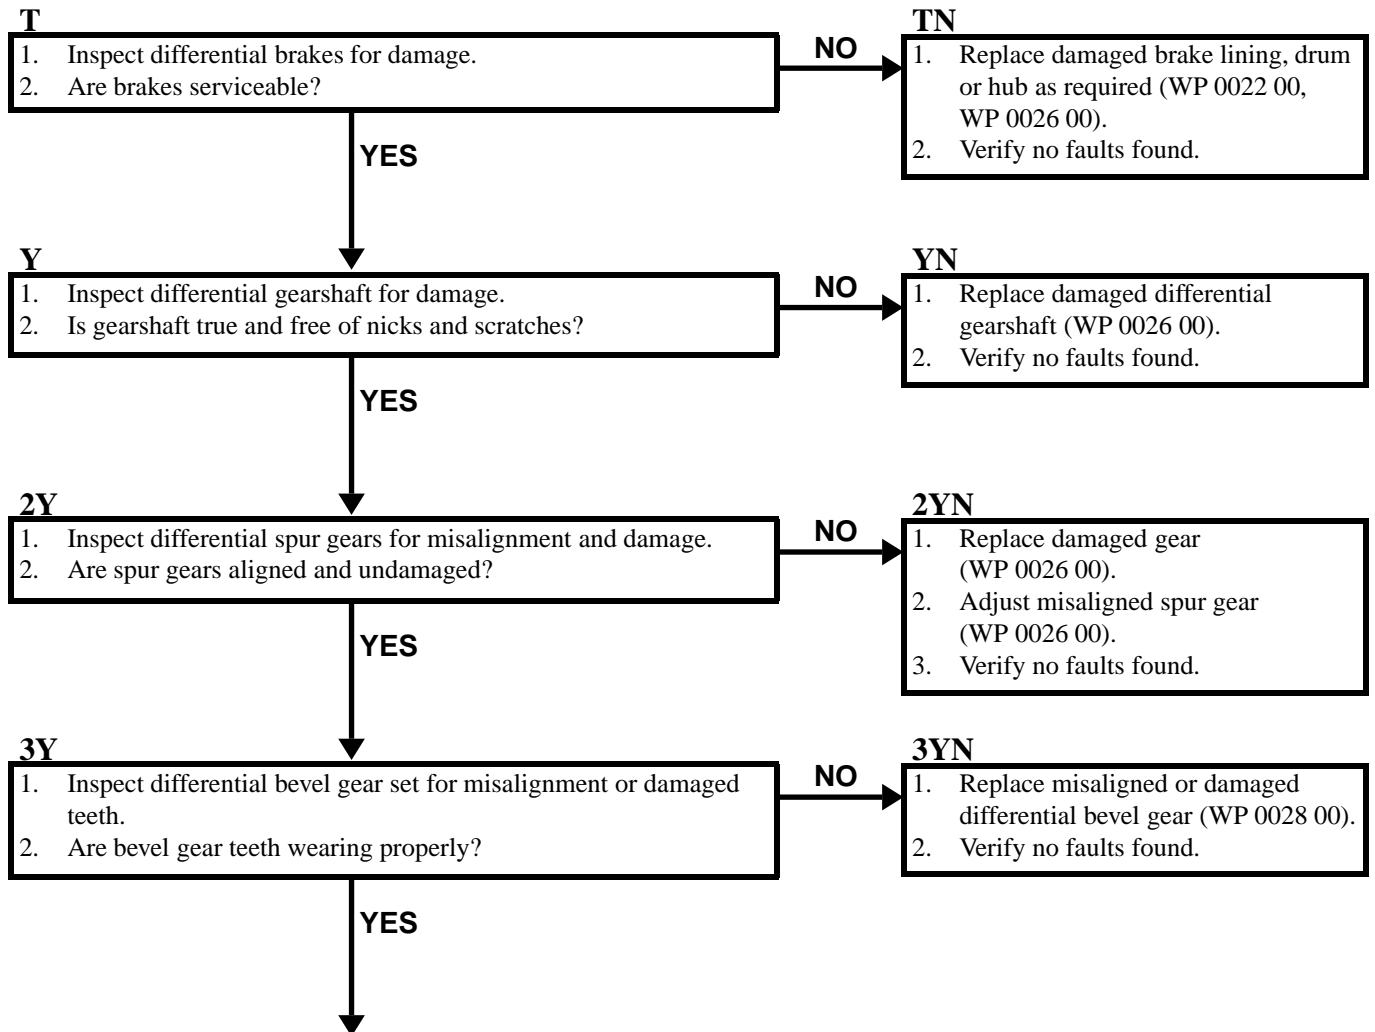 T
1. Inspect differential brakes for damage.
2. Are brakes serviceable?
NO
TN
1. Replace damaged brake lining, drum
or hub as required (WP 0022 00,
WP 0026 00).
2. Verify no faults found.
YES
Y
1. Inspect differential gearshaft for damage.
2. Is gearshaft true and free of nicks and scratches?
NO
YN
1. Replace damaged differential
gearshaft (WP 0026 00).
2. Verify no faults found.
YES
2Y
1. Inspect differential spur gears for misalignment and damage.
2. Are spur gears aligned and undamaged?
NO
2YN
1. Replace damaged gear
(WP 0026 00).
2. Adjust misaligned spur gear
(WP 0026 00).
3. Verify no faults found.
YES
3Y
1. Inspect differential bevel gear set for misalignment or damaged
teeth.
2. Are bevel gear teeth wearing properly?
NO
3YN
1. Replace misaligned or damaged
differential bevel gear (WP 0028 00).
2. Verify no faults found.
YES